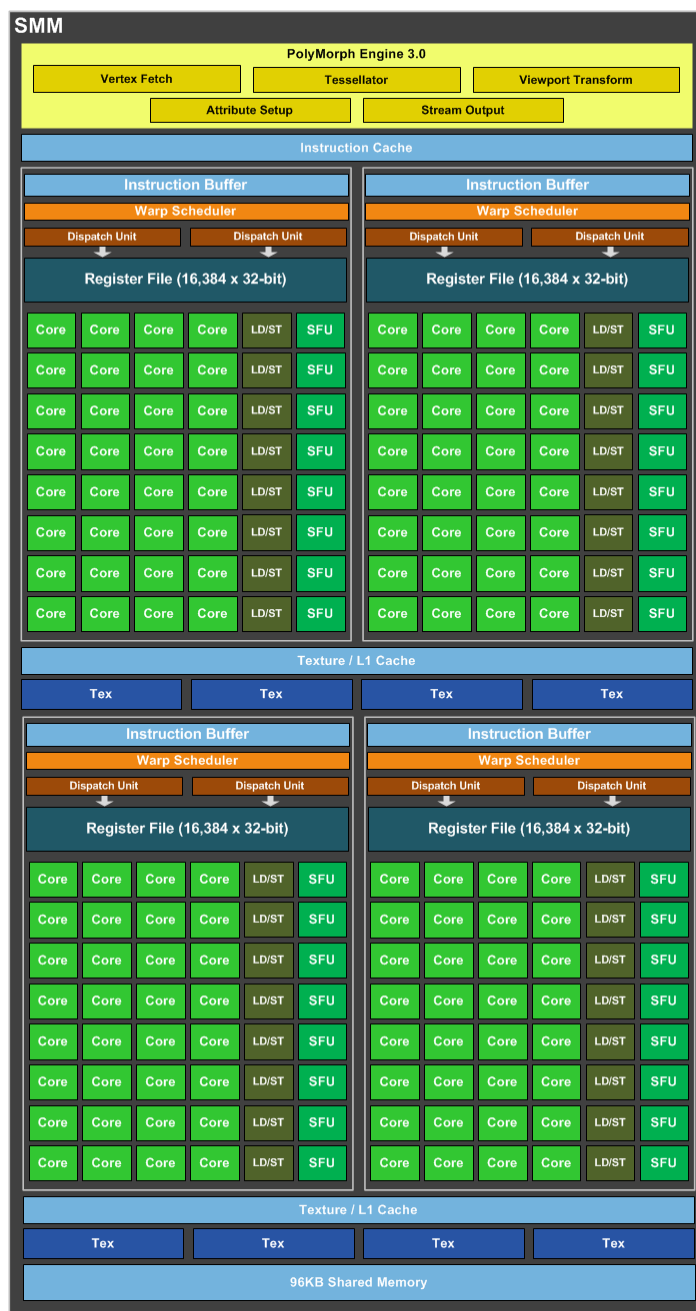 SMM
PolyMorph Engine 3.0
Vertex Fetch Tessellator Viewport Transform
Attribute Setup Stream Output
Instruction Cache
Instruction Buffer Instruction Buffer
Warp Scheduler Warp Scheduler
Dispatch Unit Dispatch Unit Dispatch Unit Dispatch Unit
Register File (16,384 x 32-bit) Register File (16,384 x 32-bit)
Core Core Core Core LD/ST SFU Core Core Core Core LD/ST SFU
Core Core Core Core LD/ST SFU Core Core Core Core LD/ST SFU
Core Core Core Core LD/ST SFU Core Core Core Core LD/ST SFU
Core Core Core Core LD/ST SFU Core Core Core Core LD/ST SFU
Core Core Core Core LD/ST SFU Core Core Core Core LD/ST SFU
Core Core Core Core LD/ST SFU Core Core Core Core LD/ST SFU
Core Core Core Core LD/ST SFU Core Core Core Core LD/ST SFU
Core Core Core Core LD/ST SFU Core Core Core Core LD/ST SFU
Texture / L1 Cache
Tex Tex Tex Tex
Instruction Buffer Instruction Buffer
Warp Scheduler Warp Scheduler
Dispatch Unit Dispatch Unit Dispatch Unit Dispatch Unit
Register File (16,384 x 32-bit) Register File (16,384 x 32-bit)
Core Core Core Core LD/ST SFU Core Core Core Core LD/ST SFU
Core Core Core Core LD/ST SFU Core Core Core Core LD/ST SFU
Core Core Core Core LD/ST SFU Core Core Core Core LD/ST SFU
Core Core Core Core LD/ST SFU Core Core Core Core LD/ST SFU
Core Core Core Core LD/ST SFU Core Core Core Core LD/ST SFU
Core Core Core Core LD/ST SFU Core Core Core Core LD/ST SFU
Core Core Core Core LD/ST SFU Core Core Core Core LD/ST SFU
Core Core Core Core LD/ST SFU Core Core Core Core LD/ST SFU
Texture / L1 Cache
Tex Tex Tex Tex
96KB Shared Memory